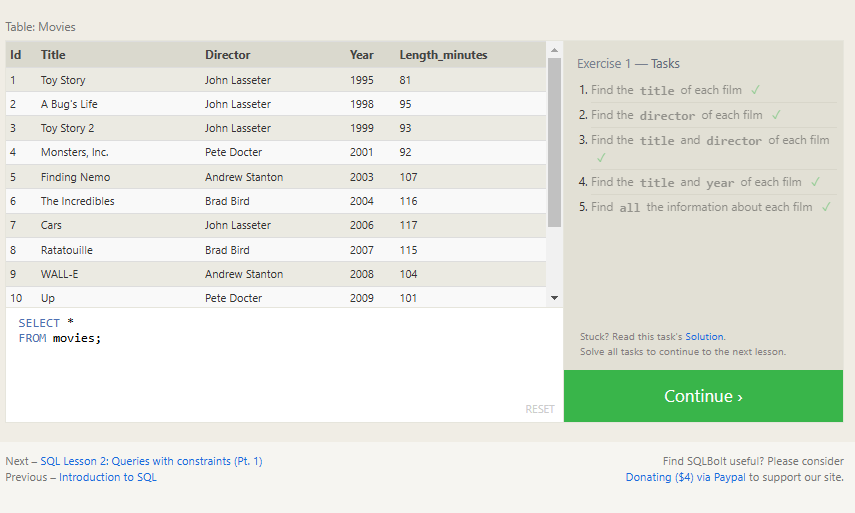 Table: Movies
Id Title Director Year Length_minutes
1 Toy Story John Lasseter 1995 81
2 A Bug's Life John Lasseter 1998 95
3 Toy Story 2 John Lasseter 1999 93
4 Monsters, Inc. Pete Docter 2001 92
5 Finding Nemo Andrew Stanton 2003 107
6 The Incredibles Brad Bird 2004 116
7 Cars John Lasseter 2006 117
8 Ratatouille Brad Bird 2007 115
9 WALL-E Andrew Stanton 2008 104
10 Up Pete Docter 2009 101
SELECT *
FROM movies;
RESET
Exercise 1 — Tasks
1. Find the title of each film ✓
2. Find the director of each film ✓
3. Find the title and director of each film
✓
4. Find the title and year of each film ✓
5. Find all the information about each film ✓
Stuck? Read this task's Solution.
Solve all tasks to continue to the next lesson.
Continue ›
Next – SQL Lesson 2: Queries with constraints (Pt. 1)
Previous – Introduction to SQL
Find SQLBolt useful? Please consider
Donating ($4) via Paypal to support our site.